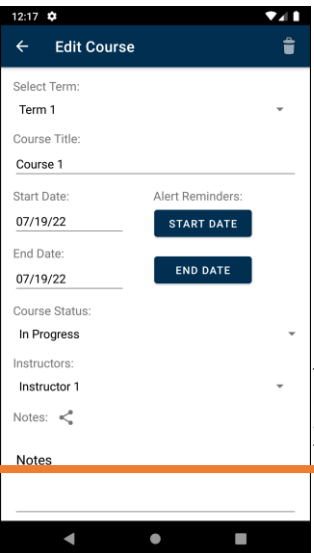 12:17
Edit Course
Select Term:
Term 1
Course Title:
Course 1
Start Date:
Alert Reminders:
07/19/22
START DATE
End Date:
07/19/22
END DATE
Course Status:
In Progress
Instructors:
Instructor 1
Notes:
Notes